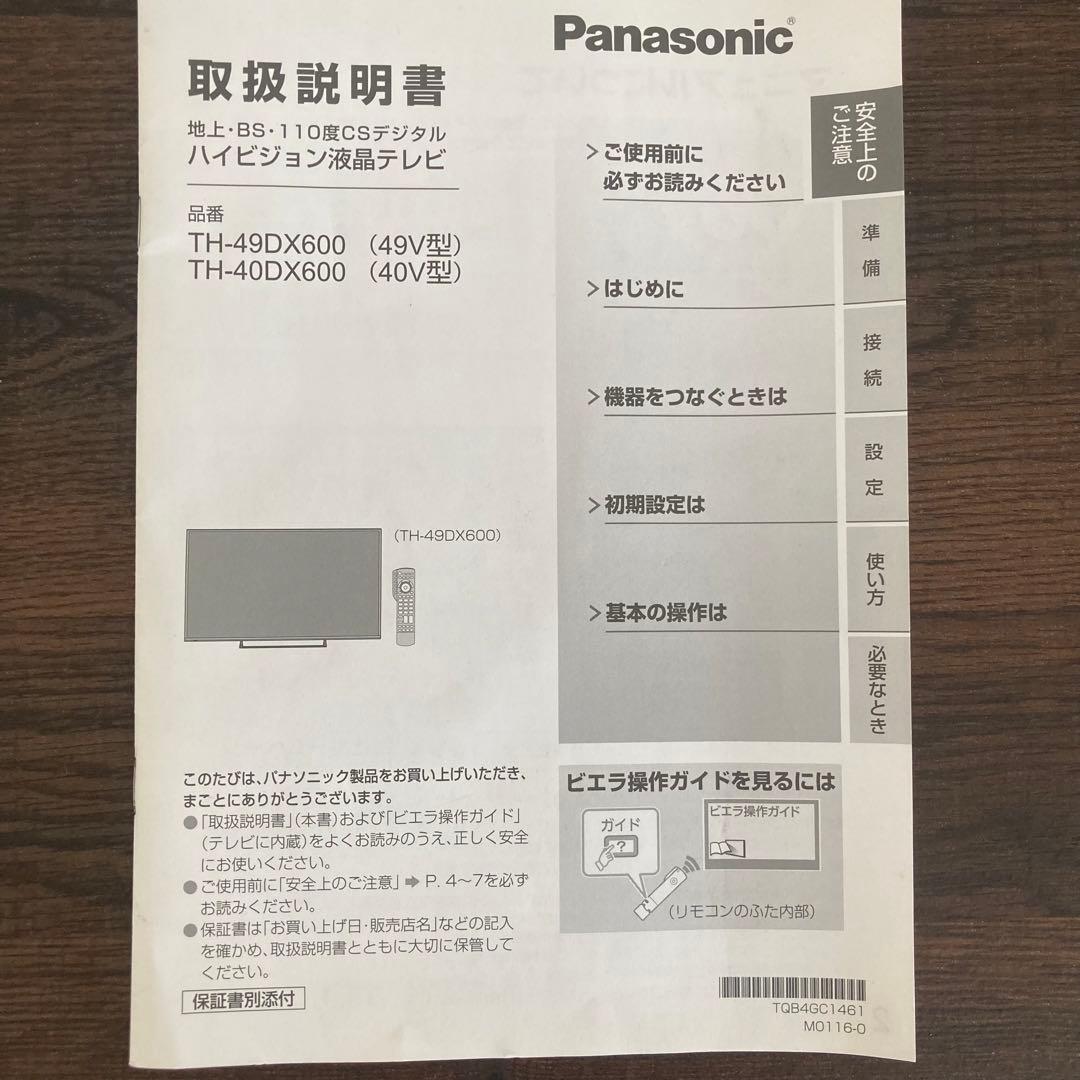 Panasonic®
取扱説明書
地上・BS・110度CSデジタル
ハイビジョン液晶テレビ
品番
TH-49DX600 (49V型)
TH-40DX600 (40V型)
(TH-49DX600)
このたびは、パナソニック製品をお買い上げいただき、
まことにありがとうございます。
●「取扱説明書」(本書)および「ビエラ操作ガイド」
(テレビに内蔵)をよくお読みのうえ、正しく安全
にお使いください。
●ご使用前に「安全上のご注意」➡ P. 4〜7を必ず
お読みください。
●保証書は「お買い上げ日・販売店名」などの記入
を確かめ、取扱説明書とともに大切に保管して
ください。
保証書別添付
>ご使用前に
必ずお読みください
>はじめに
>機器をつなぐときは
>初期設定は
>基本の操作は
安全上の
ご注意
準備
接続
設定
使い方
必要なとき
ビエラ操作ガイドを見るには
ガイド
?
ビエラ操作ガイド
(リモコンのふた内部)
TQB4GC1461
M0116-0